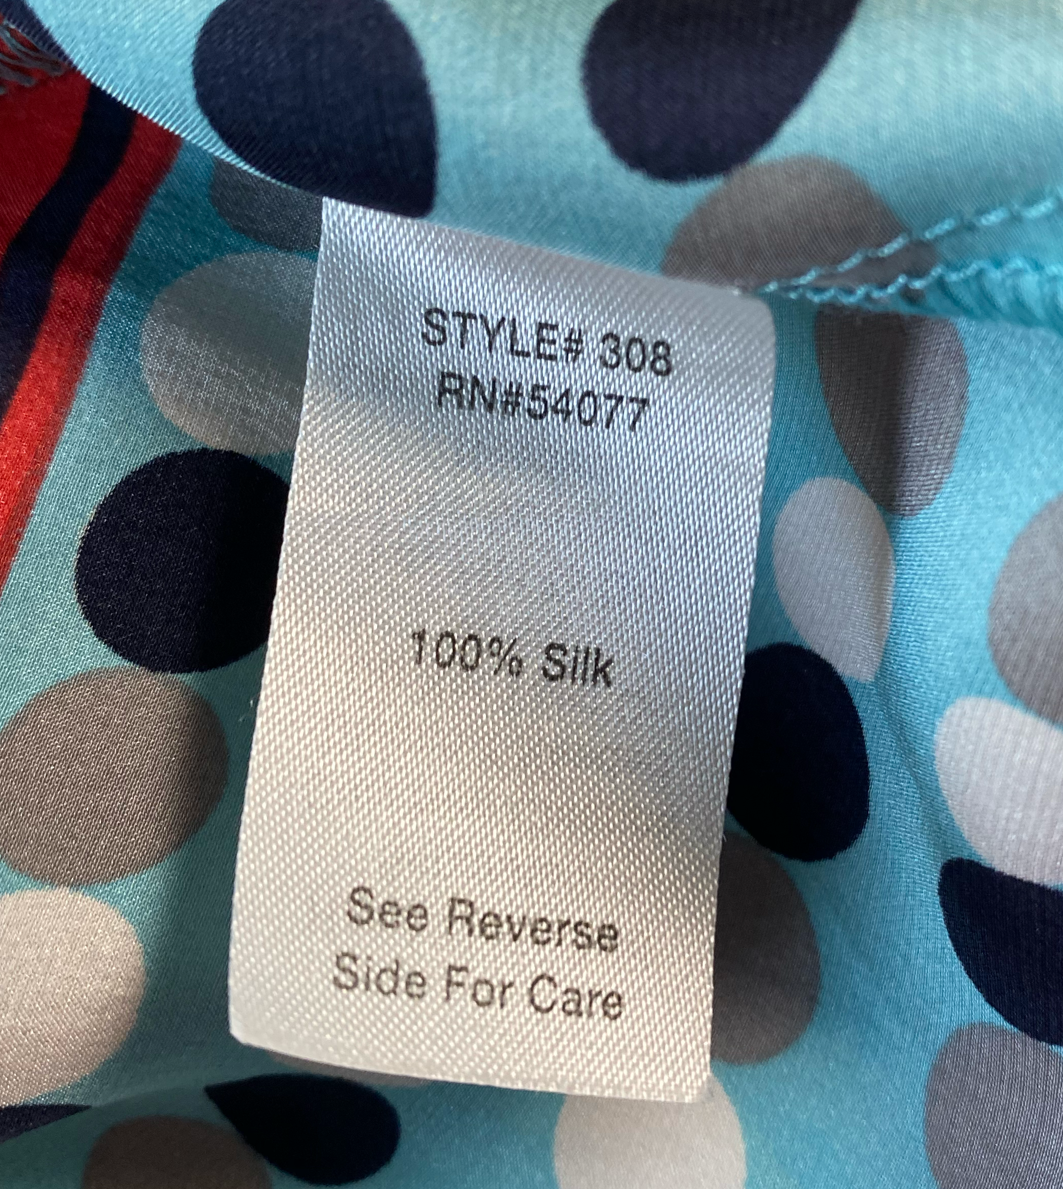 STYLE# 308
RN#54077
100% Silk
See Reverse
Side For Care